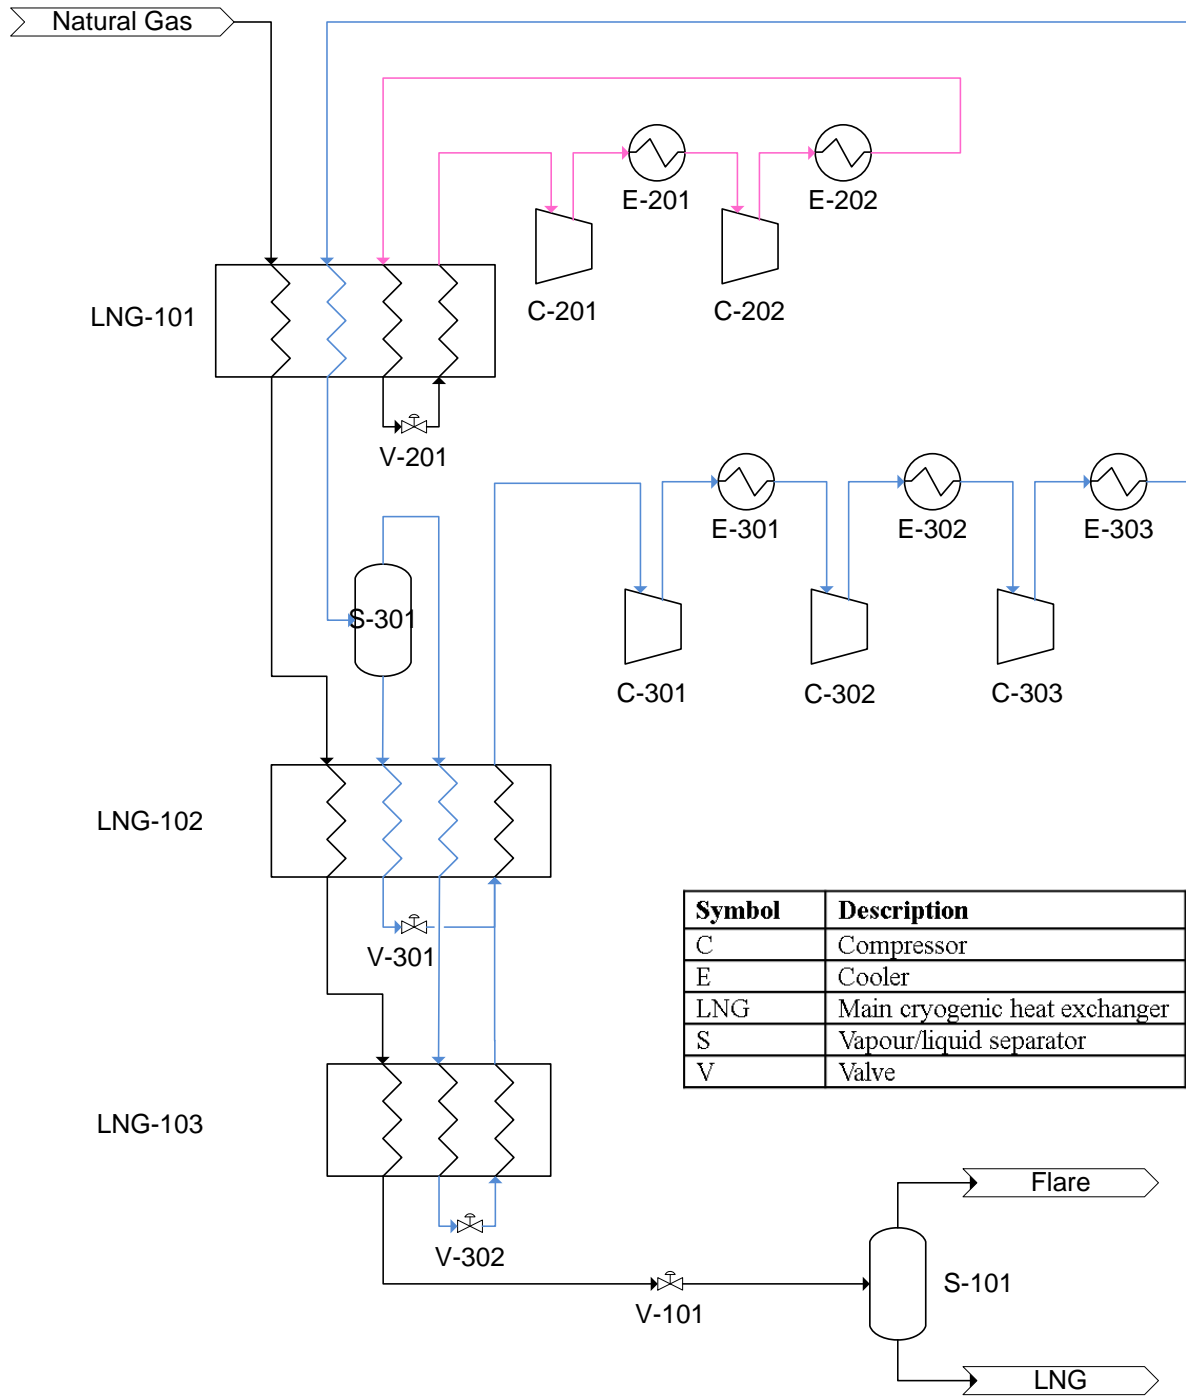 Natural Gas
E-201
E-202
C-201
C-202
LNG-101
V-201
E-301
E-302
E-303
S-301
C-301
C-302
C-303
LNG-102
V-301
Symbol Description
C Compressor
E Cooler
LNG Main cryogenic heat exchanger
S Vapour/liquid separator
V Valve
LNG-103
Flare
V-302
S-101
V-101
LNG